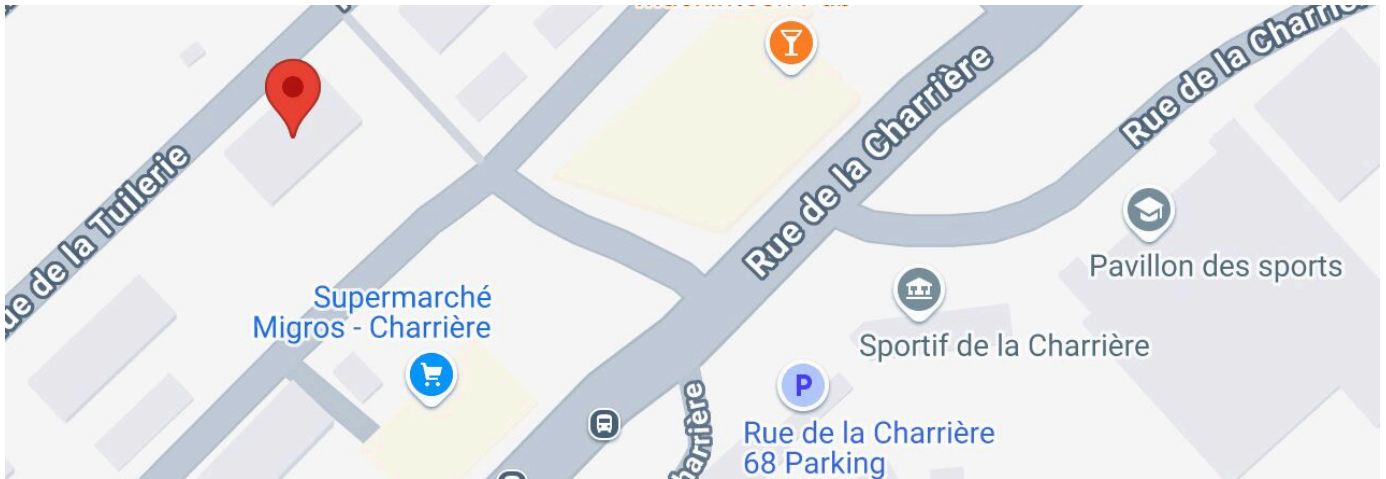 Rue de la Charrière
Rue de la Charrière
Rue de la Tuilerie
Pavillon des sports
Supermarché
Migros - Charrière
Sportif de la Charrière
P
Rue de la Charrière
68 Parking